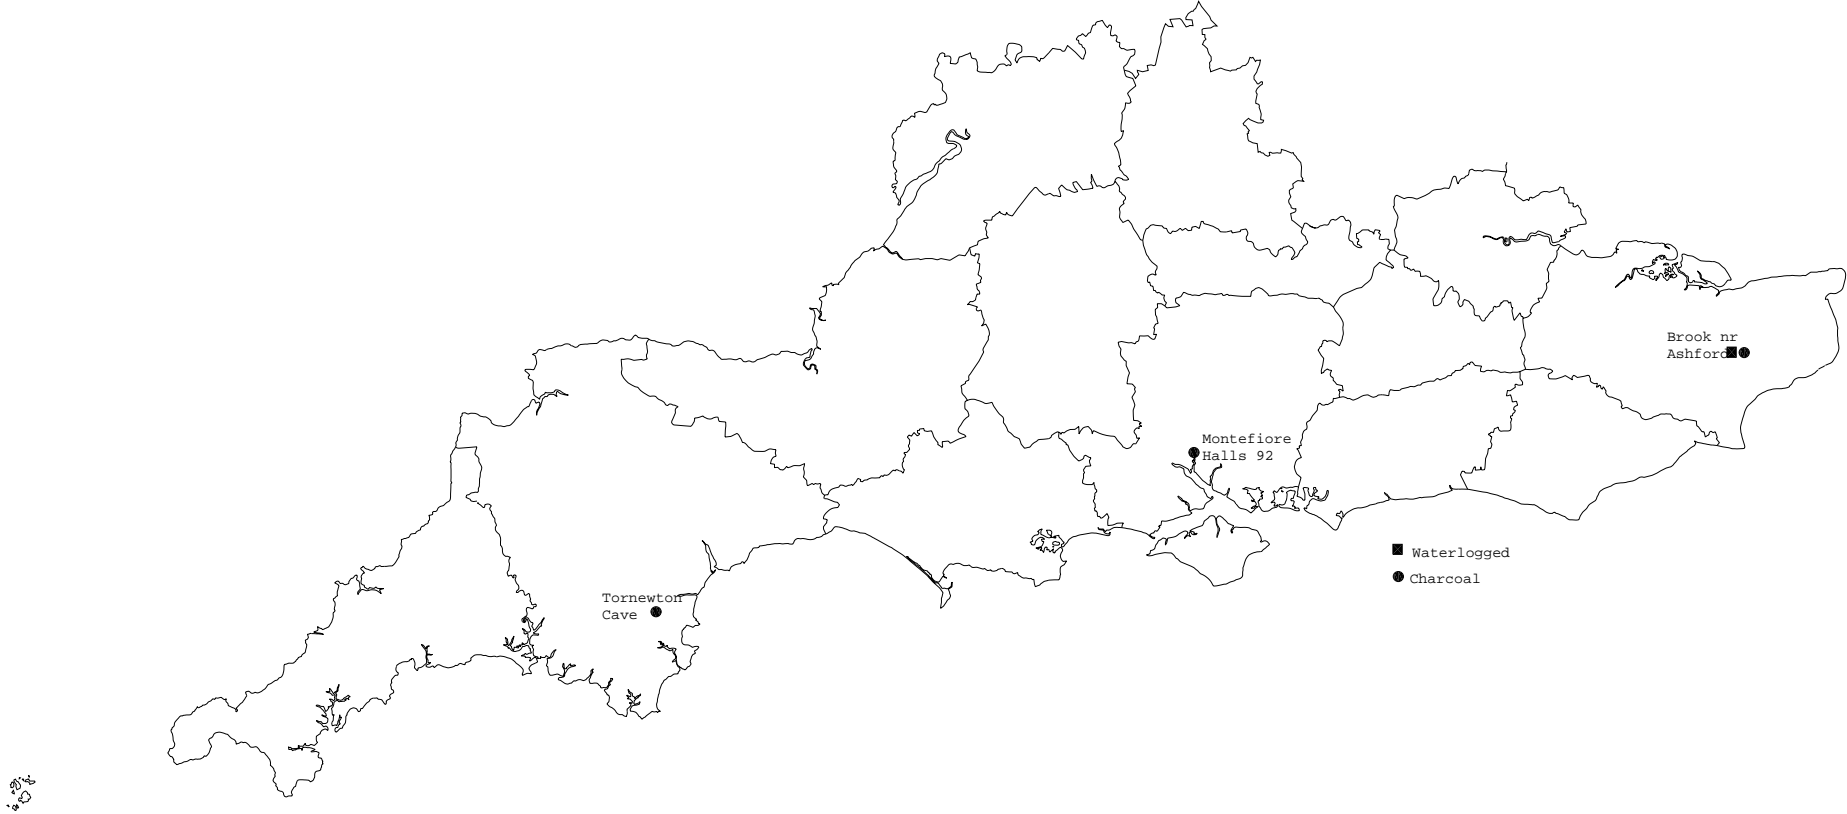 Brook nr
Ashford
Montefiore
Halls 92
Waterlogged
Charcoal
Tornewton
Cave